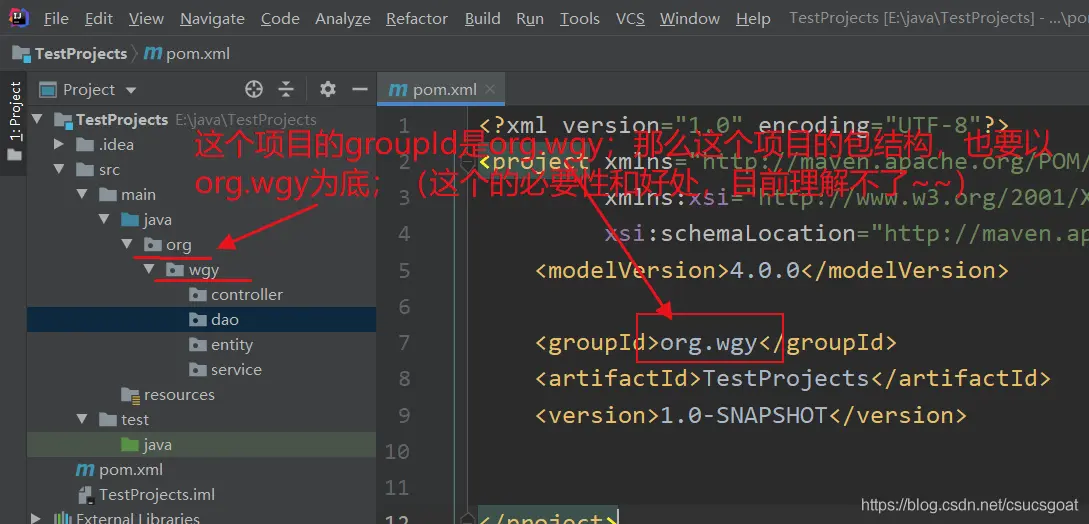 File Edit View Navigate Code Analyze Refactor Build Run Tools VCS Window Help TestProjects [E:\java\TestProjects] - ...\po
TestProjects pom.xml
1: Project
Project
pom.xml
TestProjects E:\java\TestProjects
.idea
src
main
java
org
wgy
controller
dao
entity
service
resources
test
java
pom.xml
TestProjects.iml
External Libraries
这个项目的groupId是org.wgy；那么这个项目的包结构，也要以
org.wgy为底；（这个的必要性和好处，目前理解不了~~）
1 <?xml version="1.0" encoding="UTF-8"?>
2 <project xmlns="http://maven.apache.org/POM/
3 xmlns:xsi="http://www.w3.org/2001/X
4 xsi:schemaLocation="http://maven.ap
5 <modelVersion>4.0.0</modelVersion>
6
7 <groupId>org.wgy</groupId>
8 <artifactId>TestProjects</artifactId>
9 <version>1.0-SNAPSHOT</version>
10
11
12 </project>
https://blog.csdn.net/csucsgoat